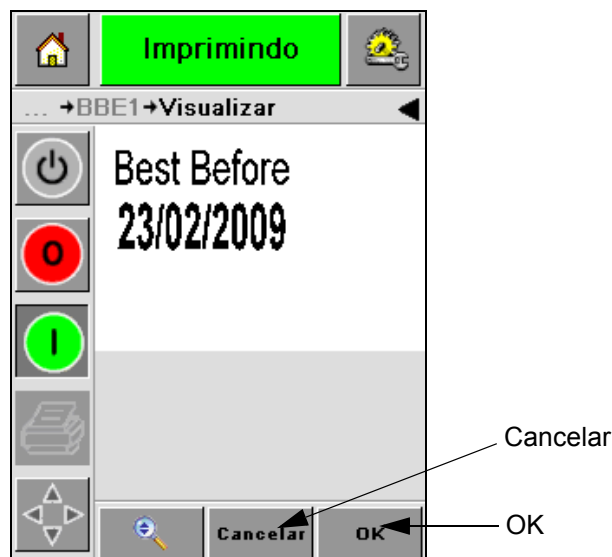 Imprimindo
... →BBE1→Visualizar
Best Before
23/02/2009
O
I
Cancelar
OK
Cancelar
OK